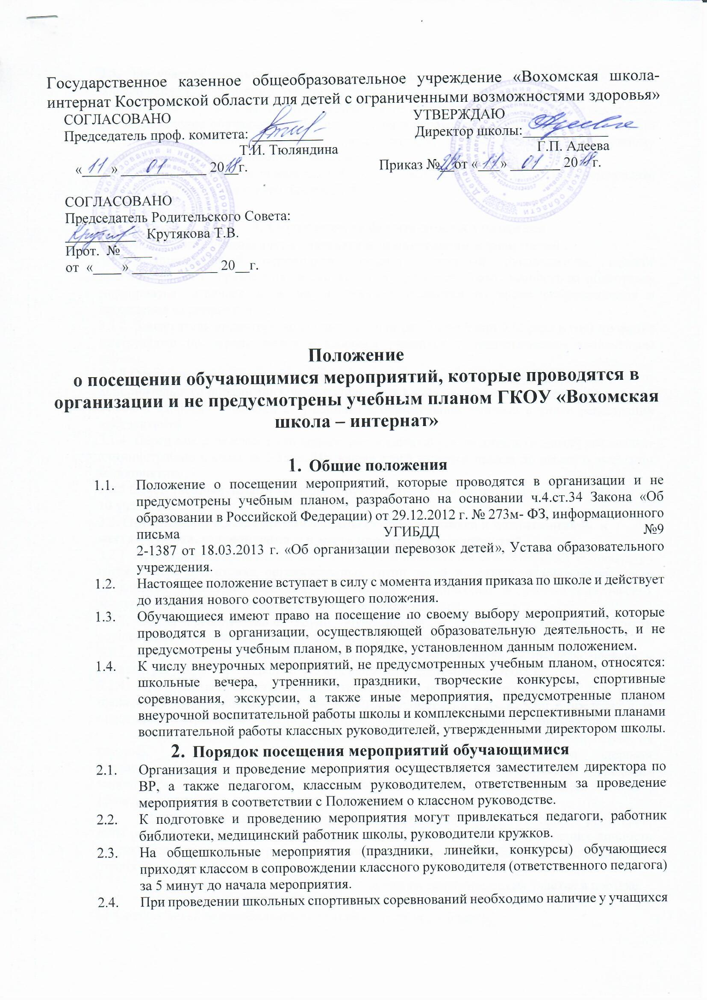 Государственное казенное общеобразовательное учреждение «Вохомская школа-
интернат Костромской области для детей с ограниченными возможностями здоровья»
СОГЛАСОВАНО
Председатель проф. комитета: __________
Т.И. Тюляндина
«11» 01 2018г.
УТВЕРЖДАЮ
Директор школы:____________
Г.П. Адеева
Приказ № от «11» 01 2018 г.
СОГЛАСОВАНО
Председатель Родительского Совета:
__________ Крутякова Т.В.
Прот. № ____
от «____» ____________ 20__г.
Положение
о посещении обучающимися мероприятий, которые проводятся в
организации и не предусмотрены учебным планом ГКОУ «Вохомская
школа – интернат»
1. Общие положения
1.1. Положение о посещении мероприятий, которые проводятся в организации и не
предусмотрены учебным планом, разработано на основании ч.4.ст.34 Закона «Об
образовании в Российской Федерации) от 29.12.2012 г. № 273м- ФЗ, информационного
письма УГИБДД №9
2-1387 от 18.03.2013 г. «Об организации перевозок детей», Устава образовательного
учреждения.
1.2. Настоящее положение вступает в силу с момента издания приказа по школе и действует
до издания нового соответствующего положения.
1.3. Обучающиеся имеют право на посещение по своему выбору мероприятий, которые
проводятся в организации, осуществляющей образовательную деятельность, и не
предусмотрены учебным планом, в порядке, установленном данным положением.
1.4. К числу внеурочных мероприятий, не предусмотренных учебным планом, относятся:
школьные вечера, утренники, праздники, творческие конкурсы, спортивные
соревнования, экскурсии, а также иные мероприятия, предусмотренные планом
внеурочной воспитательной работы школы и комплексными перспективными планами
воспитательной работы классных руководителей, утвержденными директором школы.
2. Порядок посещения мероприятий обучающимися
2.1. Организация и проведение мероприятия осуществляется заместителем директора по
ВР, а также педагогом, классным руководителем, ответственным за проведение
мероприятия в соответствии с Положением о классном руководстве.
2.2. К подготовке и проведению мероприятия могут привлекаться педагоги, работник
библиотеки, медицинский работник школы, руководители кружков.
2.3. На общешкольные мероприятия (праздники, линейки, конкурсы) обучающиеся
приходят классом в сопровождении классного руководителя (ответственного педагога)
за 5 минут до начала мероприятия.
2.4. При проведении школьных спортивных соревнований необходимо наличие у учащихся